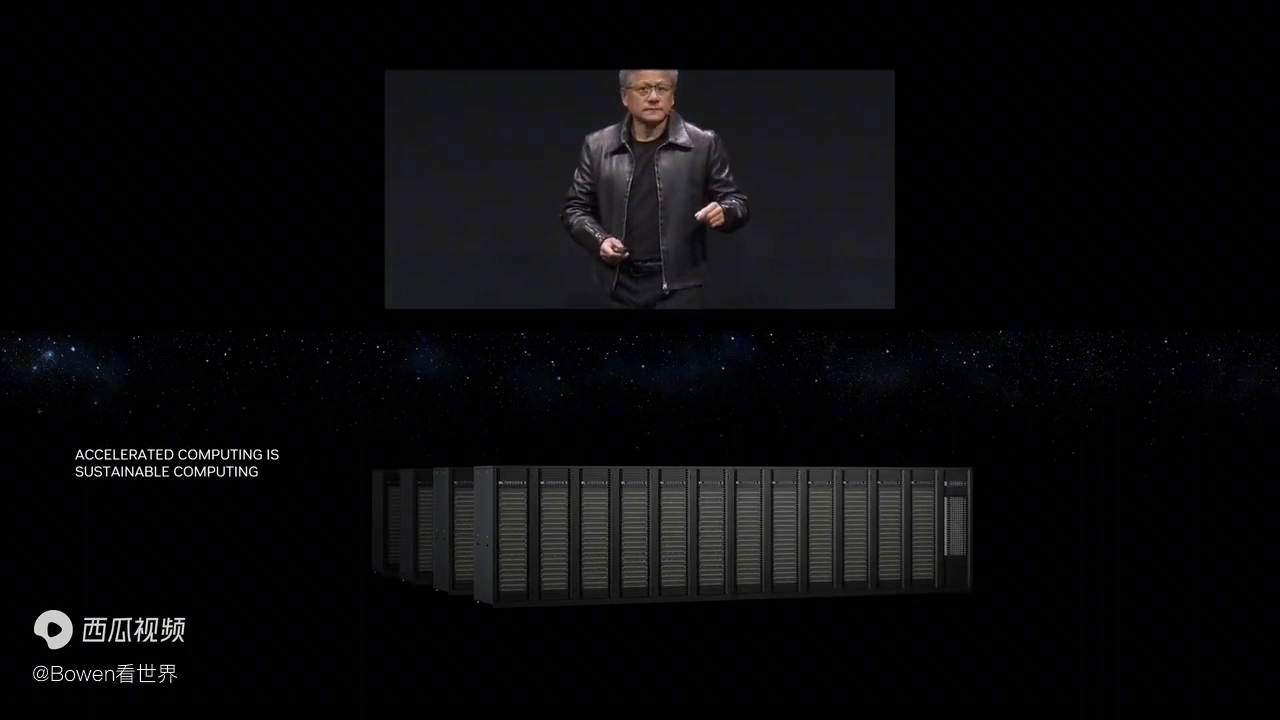 ACCELERATED COMPUTING IS
SUSTAINABLE COMPUTING
西瓜视频
@Bowen看世界